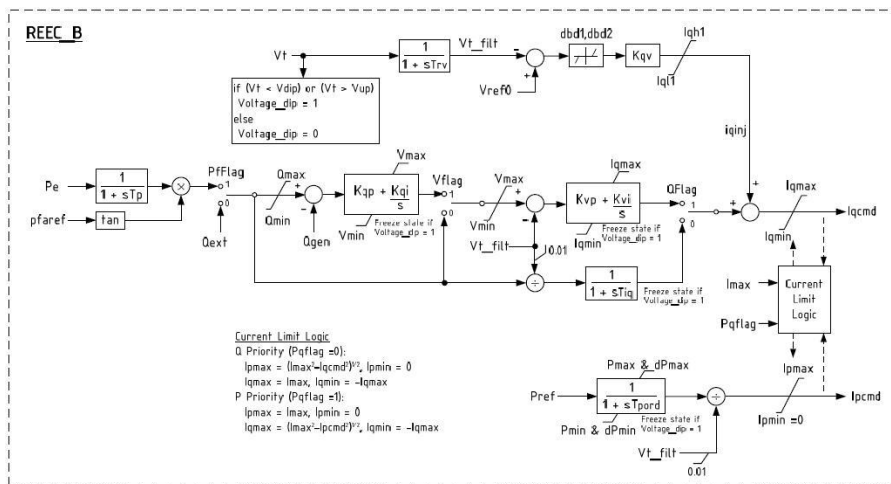 REEC_B
Vt
1
1 + sTrv
Vt_filt
-
+
Vref0
dbd1,dbd2
Kqv
Iqh1
Iql1
if (Vt < Vdip) or (Vt > Vup)
Voltage_dip = 1
else
Voltage_dip = 0
iqinj
Pe
1
1 + sTp
×
pfaref
tan
PfFlag
1
0
Qext
Qmax
Qmin
+
-
Qgen
Vmax
Kqp + Kqi
s
Vmin
Freeze state if
Voltage_dip = 1
Vflag
1
0
Vmax
Vmin
+
-
Vt_filt
0.01
÷
Iqmax
Kvp + Kvi
s
Iqmin
Freeze state if
Voltage_dip = 1
QFlag
1
0
1
1 + sTiq
Freeze state if
Voltage_dip = 1
+
+
Iqmax
Iqmin
Iqcmd
Imax
Pqflag
Current
Limit
Logic
Current Limit Logic
Q Priority (Pqflag =0):
Ipmax = (Imax²-Iqcmd²)¹/², Ipmin = 0
Iqmax = Imax, Iqmin = -Iqmax
P Priority (Pqflag =1):
Ipmax = Imax, Ipmin = 0
Iqmax = (Imax²-Ipcmd²)¹/², Iqmin = -Iqmax
Pmax & dPmax
Pref
1
1 + sTpord
Pmin & dPmin
Freeze state if
Voltage_dip = 1
÷
Vt_filt
0.01
Ipmax
Ipmin =0
Ipcmd